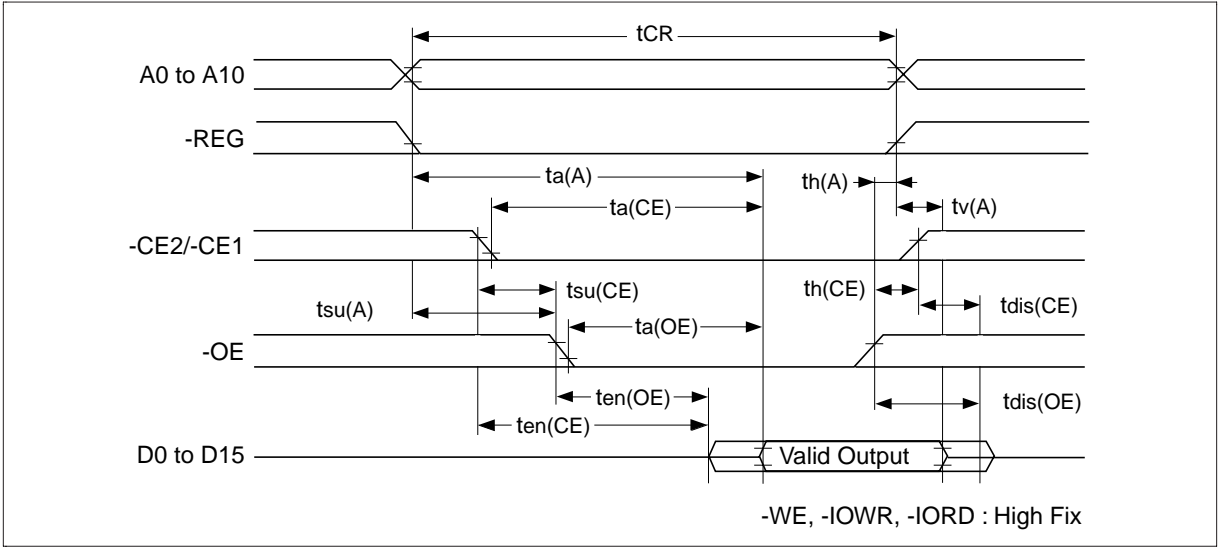 tCR
A0 to A10
-REG
ta(A)
th(A)
ta(CE)
tv(A)
-CE2/-CE1
tsu(CE)
th(CE)
tsu(A)
tdis(CE)
ta(OE)
-OE
ten(OE)
tdis(OE)
ten(CE)
D0 to D15
Valid Output
-WE, -IOWR, -IORD : High Fix